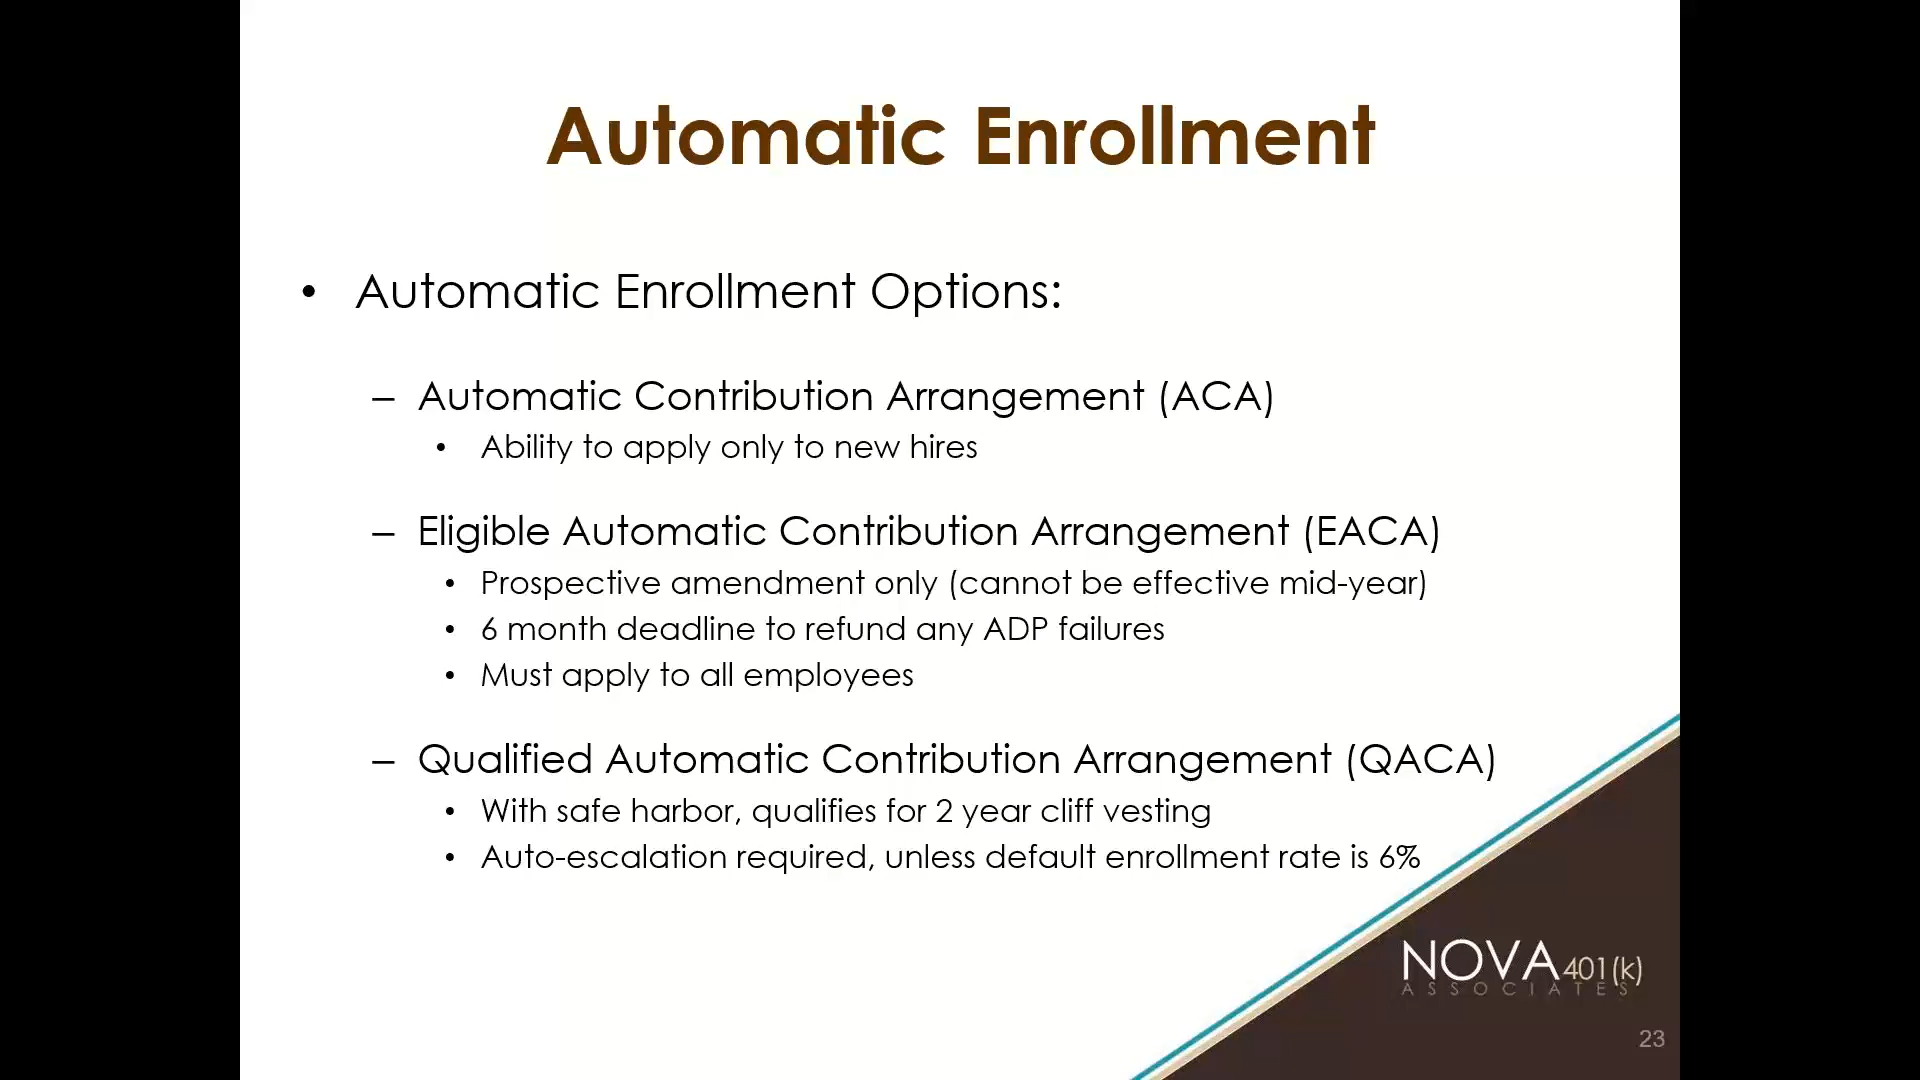 Automatic Enrollment
• Automatic Enrollment Options:
– Automatic Contribution Arrangement (ACA)
• Ability to apply only to new hires
– Eligible Automatic Contribution Arrangement (EACA)
• Prospective amendment only (cannot be effective mid-year)
• 6 month deadline to refund any ADP failures
• Must apply to all employees
– Qualified Automatic Contribution Arrangement (QACA)
• With safe harbor, qualifies for 2 year cliff vesting
• Auto-escalation required, unless default enrollment rate is 6%
NOVA 401(k)
ASSOCIATES
23